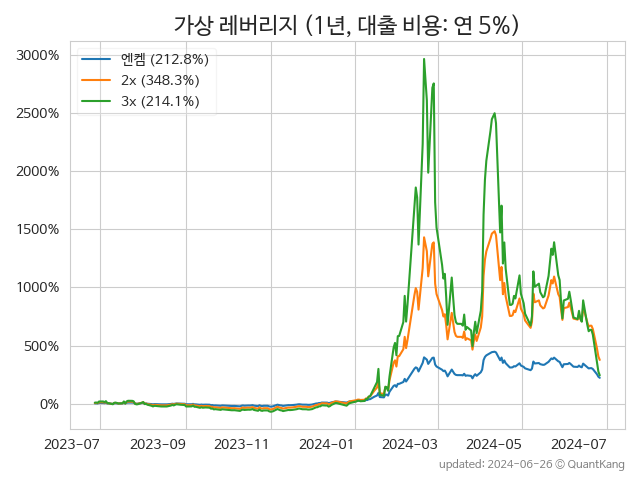 가상 레버리지 (1년, 대출 비용: 연 5%)
3000%
2500%
2000%
1500%
1000%
500%
0%
엔켐 (212.8%)
2x (348.3%)
3x (214.1%)
2023-07 2023-09 2023-11 2024-01 2024-03 2024-05 2024-07
updated: 2024-06-26 © QuantKang